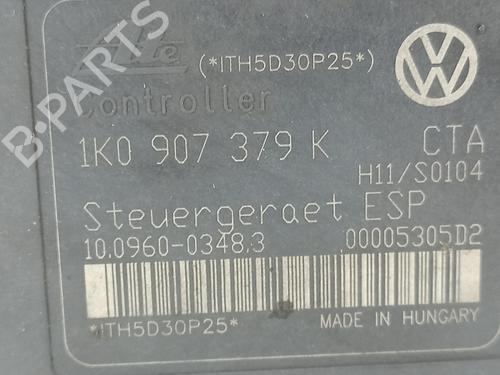 B-PARTS
Ate (*ITH5D30P25*)
Controller
1K0 907 379 K CTA
H11/S0104
Steuergeraet ESP
10.0960-0348.3 00005305D2
*ITH5D30P25* MADE IN HUNGARY